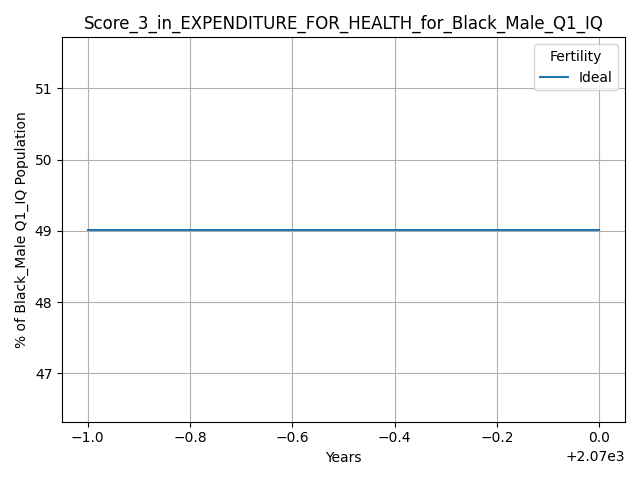 Score_3_in_EXPENDITURE_FOR_HEALTH_for_Black_Male_Q1_IQ
Fertility
Ideal
% of Black_Male Q1_IQ Population
51
50
49
48
47
−1.0 −0.8 −0.6 −0.4 −0.2 0.0
+2.07e3
Years